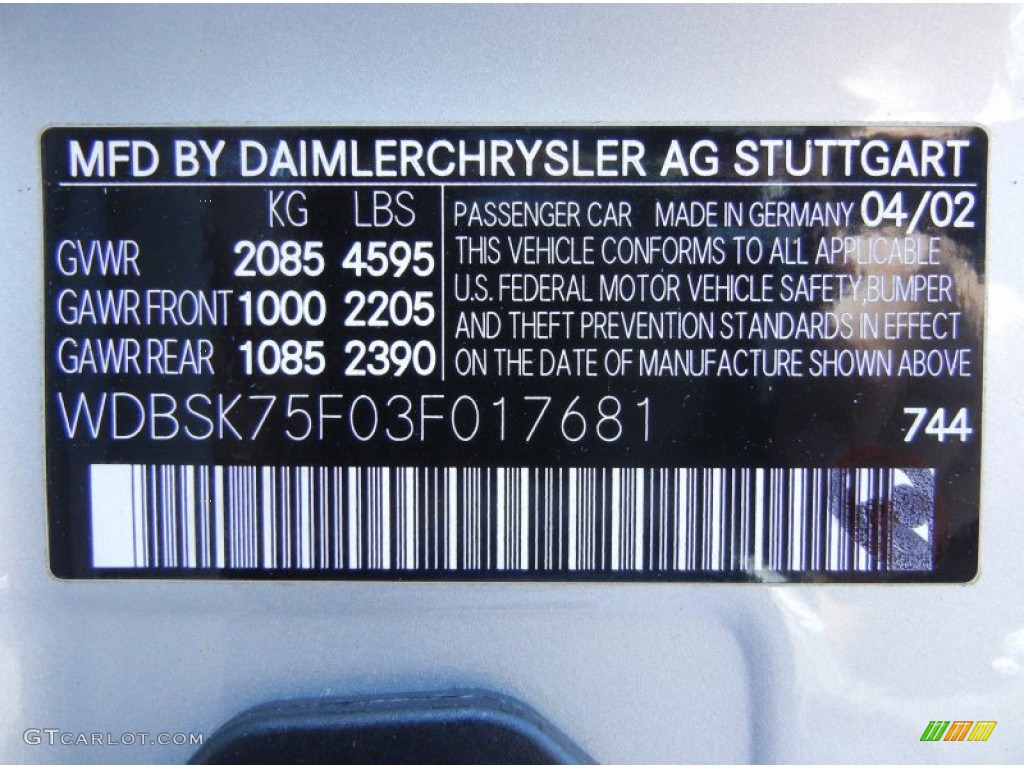 MFD BY DAIMLERCHRYSLER AG STUTTGART
KG LBS
GVWR 2085 4595
GAWR FRONT 1000 2205
GAWR REAR 1085 2390
PASSENGER CAR MADE IN GERMANY 04/02
THIS VEHICLE CONFORMS TO ALL APPLICABLE
U.S. FEDERAL MOTOR VEHICLE SAFETY,BUMPER
AND THEFT PREVENTION STANDARDS IN EFFECT
ON THE DATE OF MANUFACTURE SHOWN ABOVE
WDBSK75F03F017681 744
GTCARLOT.COM